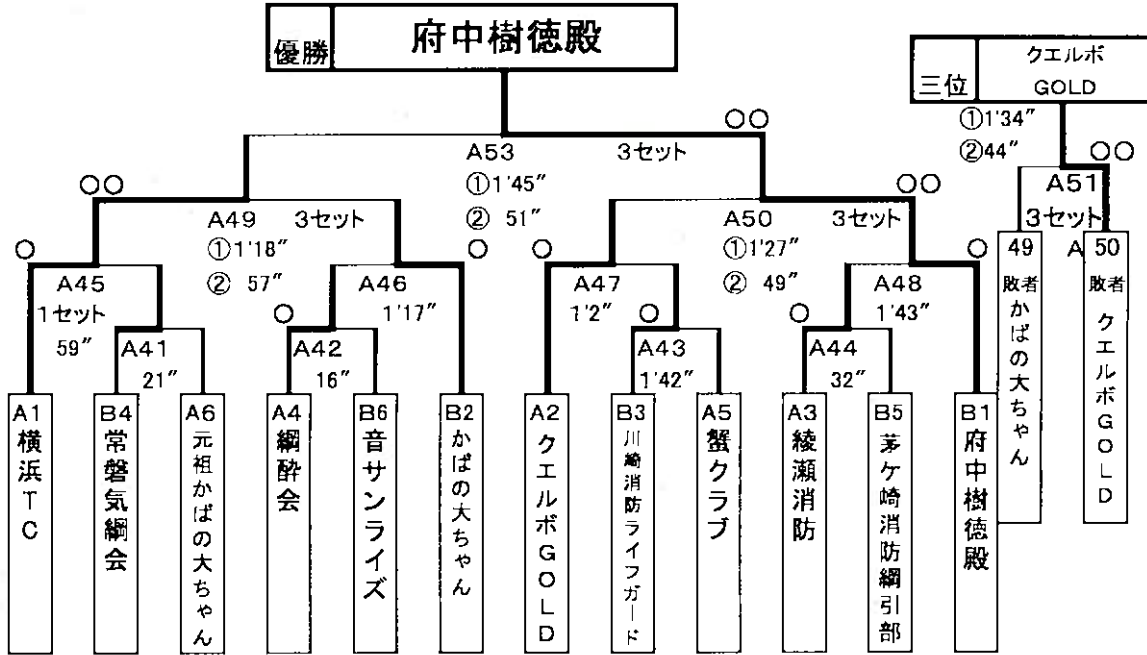 優勝 府中樹徳殿
三位 クエルボ
GOLD
○○
①1'34"
②44"
○○
A53 3セット
①1'45"
② 51"
○○
○○
A51
3セット
A49 3セット
①1'18"
② 57"
A50 3セット
①1'27"
② 49"
○
○
○
○
A45
1セット
59"
A46
1'17"
A47
1'2"
A48
1'43"
○
○
○
A41
21"
A42
16"
A43
1'42"
A44
32"
A
49
敗者
かばの大ちゃん
50
敗者
クエルボGOLD
A1
横浜TC
B4
常磐気綱会
A6
元祖かばの大ちゃん
A4
綱酔会
B6
音サンライズ
B2
かばの大ちゃん
A2
クエルボGOLD
B3
川崎消防ライフガード
A5
蟹クラブ
A3
綾瀬消防
B5
茅ケ崎消防綱引部
B1
府中樹徳殿